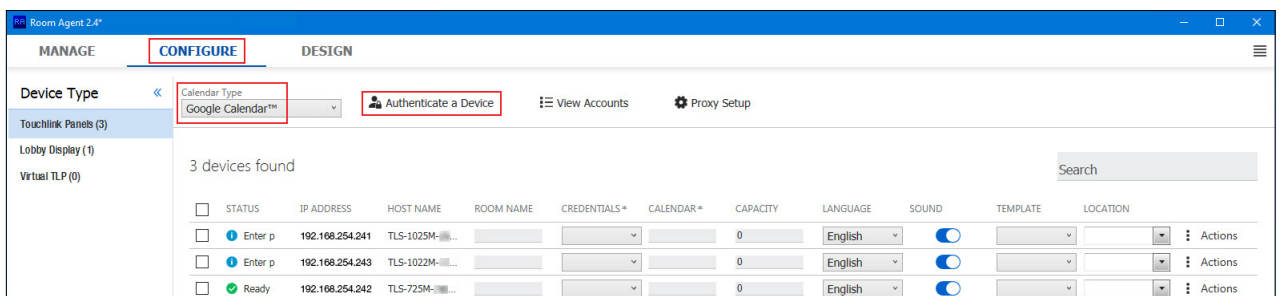 RA Room Agent 2.4*
MANAGE CONFIGURE DESIGN
Device Type «
Touchlink Panels (3)
Lobby Display (1)
Virtual TLP (0)
Calendar Type
Google Calendar™
Authenticate a Device View Accounts Proxy Setup
3 devices found
Search
STATUS IP ADDRESS HOST NAME ROOM NAME CREDENTIALS* CALENDAR* CAPACITY LANGUAGE SOUND TEMPLATE LOCATION
Enter p 192.168.254.241 TLS-1025M- ... 0 English Actions
Enter p 192.168.254.243 TLS-1022M- ... 0 English Actions
Ready 192.168.254.242 TLS-725M- ... 0 English Actions